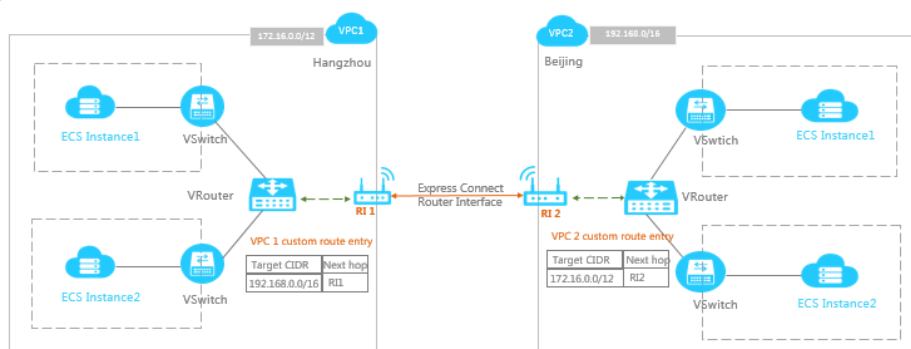 172.16.0.0/12
VPC1
VPC2
192.168.0.0/16
Hangzhou
Beijing
ECS Instance1
VSwitch
VSwtich
ECS Instance1
VRouter
RI 1
Express Connect
Router Interface
RI 2
VRouter
VPC 1 custom route entry
Target CIDR
Next hop
192.168.0.0/16
RI1
VPC 2 custom route entry
Target CIDR
Next hop
172.16.0.0/12
RI2
ECS Instance2
VSwitch
VSwitch
ECS Instance2